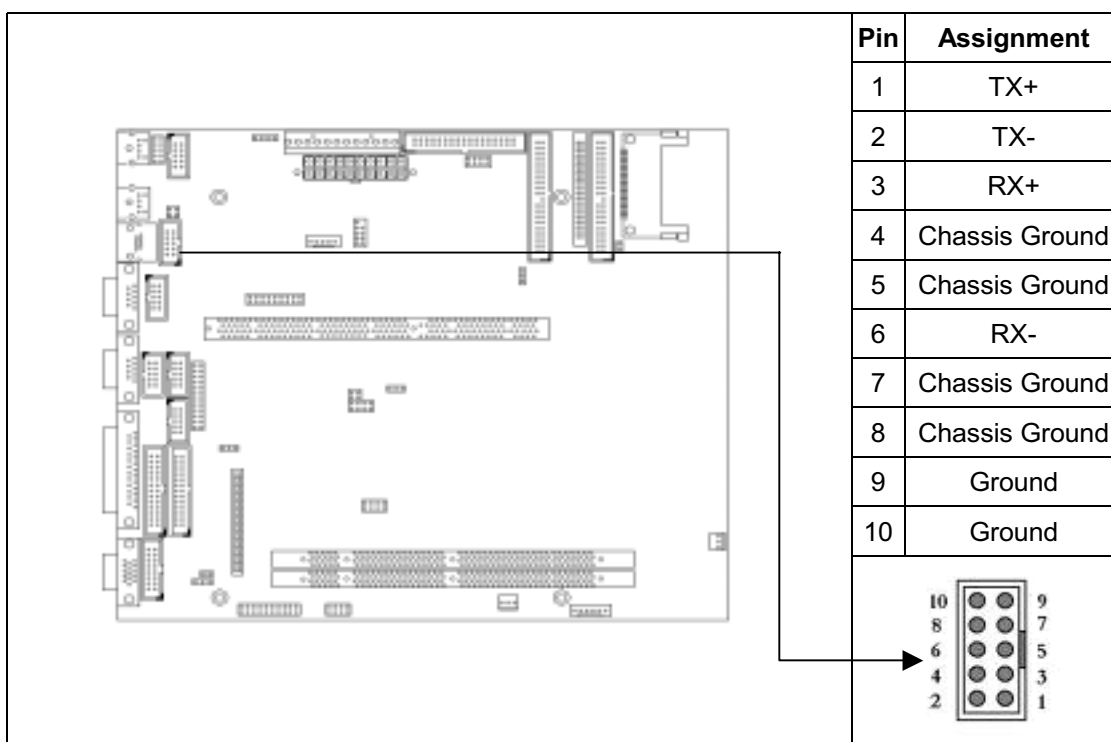 Pin Assignment
1 TX+
2 TX-
3 RX+
4 Chassis Ground
5 Chassis Ground
6 RX-
7 Chassis Ground
8 Chassis Ground
9 Ground
10 Ground
10 9
8 7
6 5
4 3
2 1